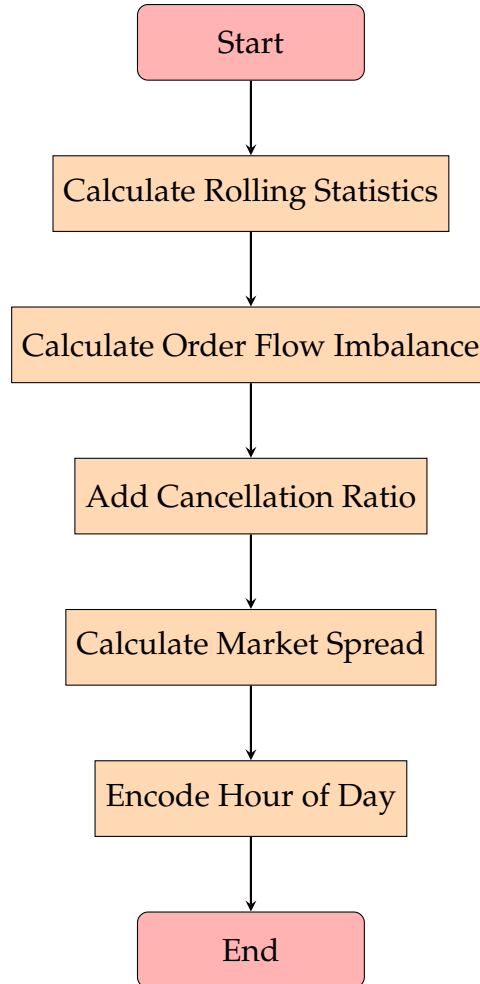 Start
Calculate Rolling Statistics
Calculate Order Flow Imbalance
Add Cancellation Ratio
Calculate Market Spread
Encode Hour of Day
End